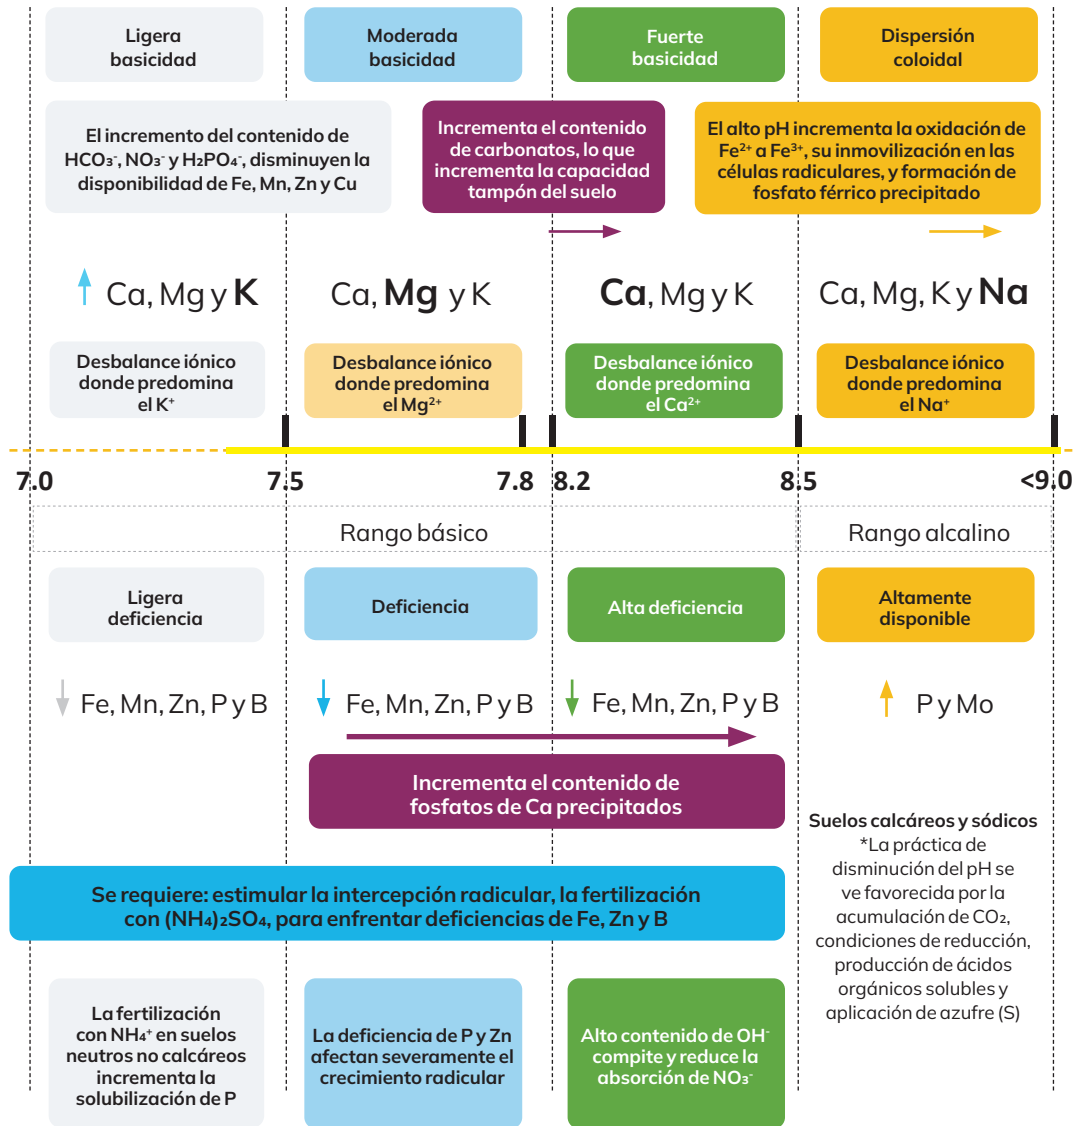 Ligera
basicidad
Moderada
basicidad
Fuerte
basicidad
Dispersión
coloidal
El incremento del contenido de
HCO₃⁻, NO₃⁻ y H₂PO₄⁻, disminuyen la
disponibilidad de Fe, Mn, Zn y Cu
Incrementa el contenido
de carbonatos, lo que
incrementa la capacidad
tampón del suelo
El alto pH incrementa la oxidación de
Fe²⁺ a Fe³⁺, su inmovilización en las
células radiculares, y formación de
fosfato férrico precipitado
Ca, Mg y K
Ca, Mg y K
Ca, Mg y K
Ca, Mg, K y Na
Desbalance iónico
donde predomina
el K⁺
Desbalance iónico
donde predomina
el Mg²⁺
Desbalance iónico
donde predomina
el Ca²⁺
Desbalance iónico
donde predomina
el Na⁺
7.0
7.5
7.8
8.2
8.5
<9.0
Rango básico
Rango alcalino
Ligera
deficiencia
Deficiencia
Alta deficiencia
Altamente
disponible
Fe, Mn, Zn, P y B
Fe, Mn, Zn, P y B
Fe, Mn, Zn, P y B
P y Mo
Incrementa el contenido de
fosfatos de Ca precipitados
Se requiere: estimular la intercepción radicular, la fertilización
con (NH₄)₂SO₄, para enfrentar deficiencias de Fe, Zn y B
Suelos calcáreos y sódicos
*La práctica de
disminución del pH se
ve favorecida por la
acumulación de CO₂,
condiciones de reducción,
producción de ácidos
orgánicos solubles y
aplicación de azufre (S)
La fertilización
con NH₄⁺ en suelos
neutros no calcáreos
incrementa la
solubilización de P
La deficiencia de P y Zn
afectan severamente el
crecimiento radicular
Alto contenido de OH⁻
compite y reduce la
absorción de NO₃⁻